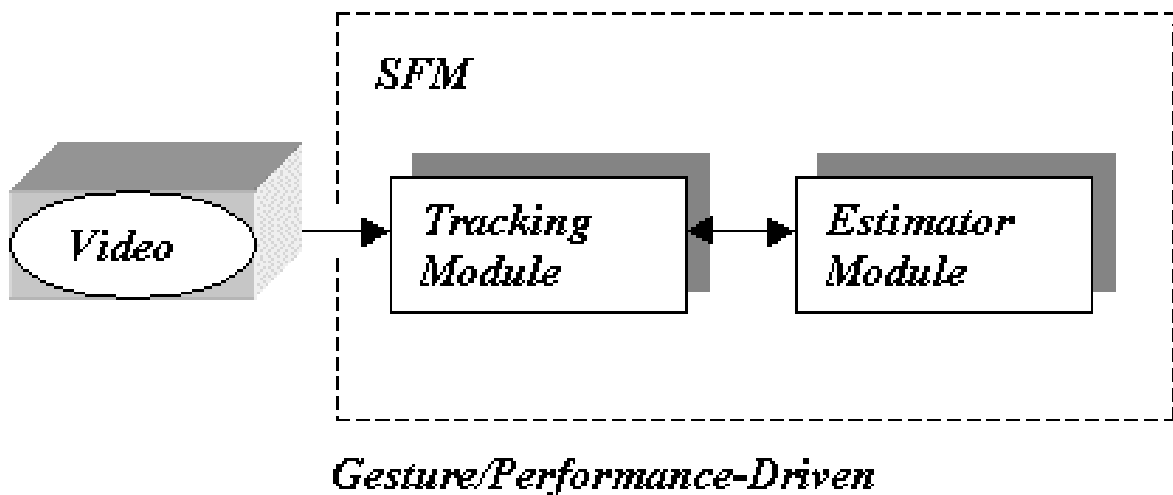 SFM
Video
Tracking
Module
Estimator
Module
Gesture/Performance-Driven